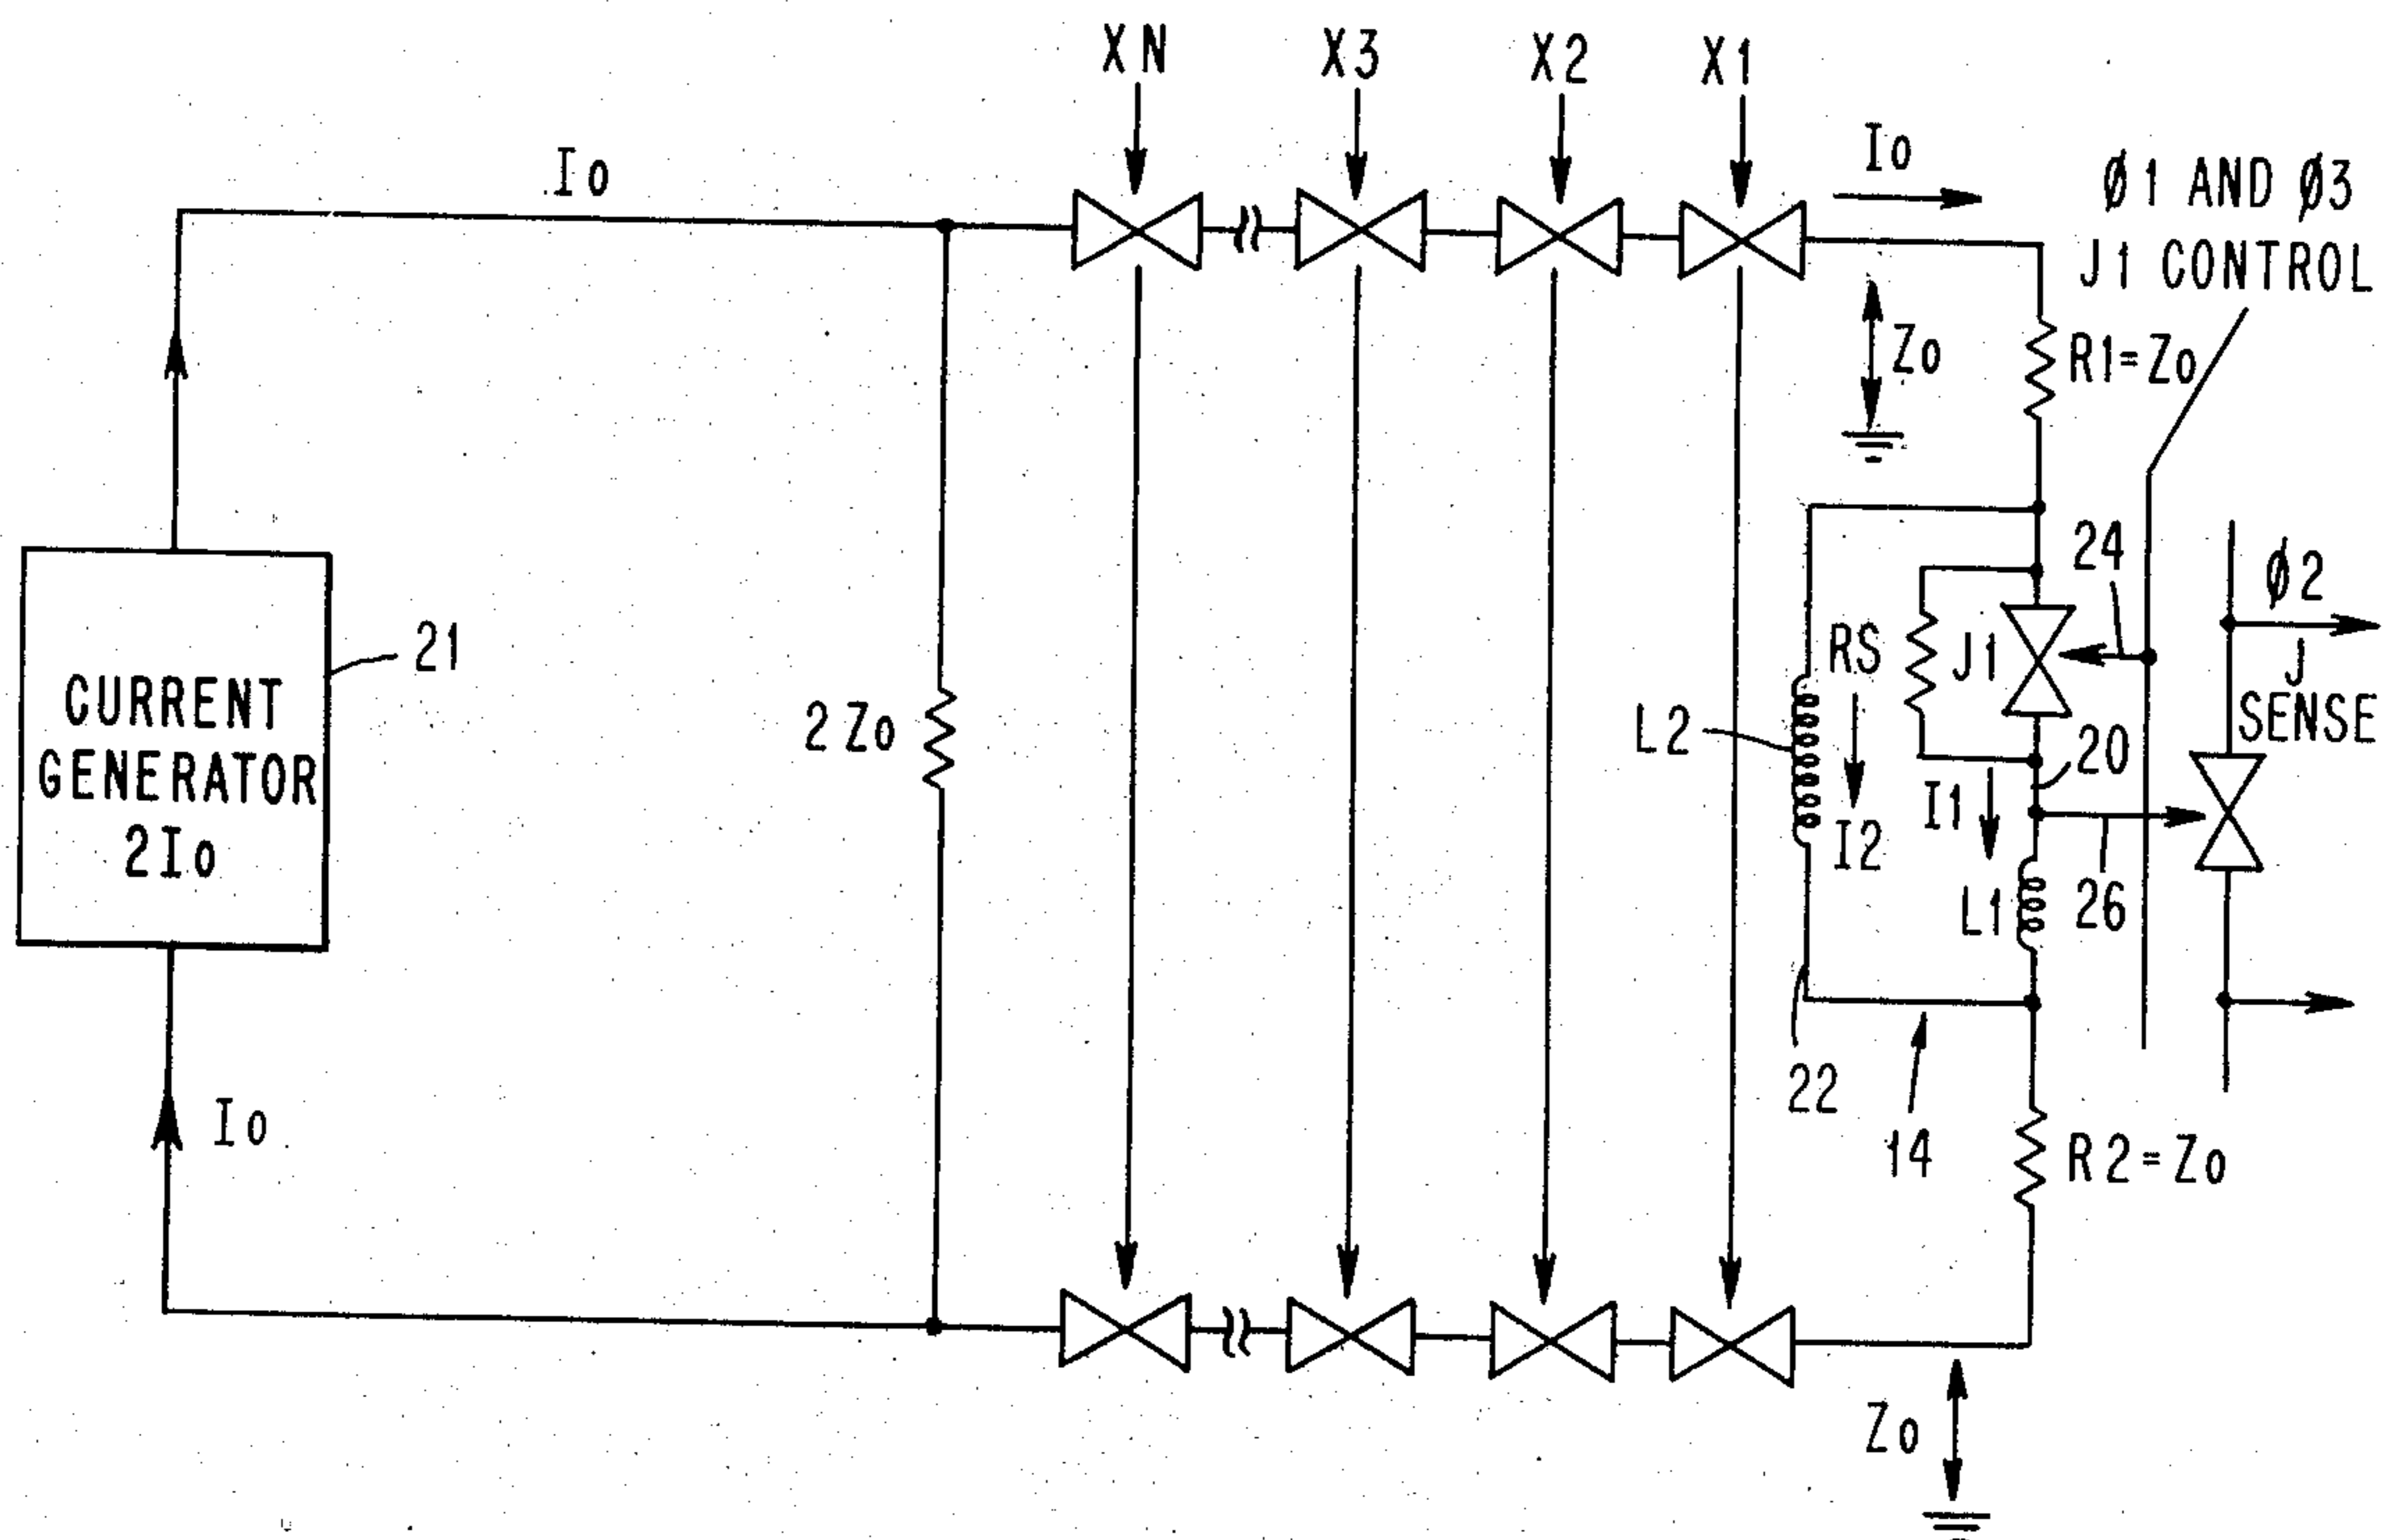 XN
X3
X2
X1
Io
Io
Ø1 AND Ø3
J1 CONTROL
Zo
R1=Zo
24
Ø2
J
SENSE
RS
J1
21
CURRENT
GENERATOR
2Io
2Zo
L2
I2
I1
20
L1
26
22
14
Io
R2=Zo
Zo